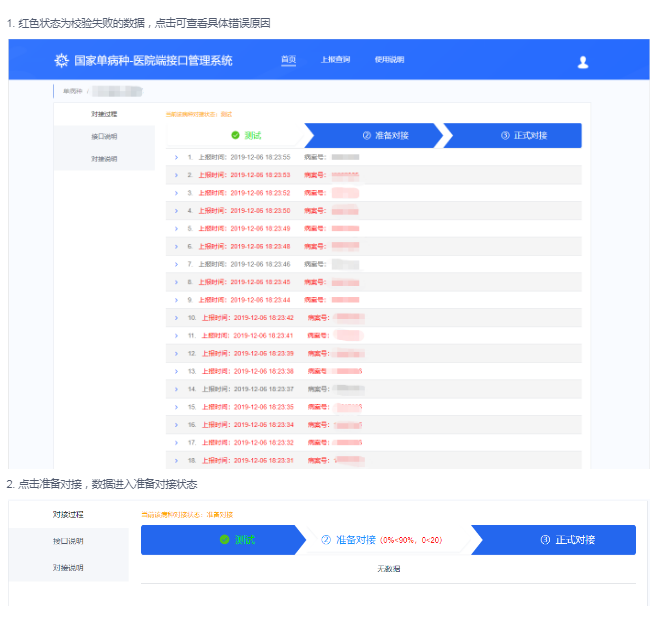 1. 红色状态为校验失败的数据，点击可查看具体错误原因
国家单病种-医院端接口管理系统 首页 上报查询 使用说明
单病种 /
对接过程
接口说明
对接说明
当前该病种对接状态：测试
测试 ② 准备对接 ③ 正式对接
1. 上报时间：2019-12-06 18:23:55 病案号：
2. 上报时间：2019-12-06 18:23:53 病案号：
3. 上报时间：2019-12-06 18:23:52 病案号：
4. 上报时间：2019-12-06 18:23:50 病案号：
5. 上报时间：2019-12-06 18:23:49 病案号：
6. 上报时间：2019-12-06 18:23:48 病案号：
7. 上报时间：2019-12-06 18:23:46 病案号：
8. 上报时间：2019-12-06 18:23:45 病案号：
9. 上报时间：2019-12-06 18:23:44 病案号：
10. 上报时间：2019-12-06 18:23:42 病案号：
11. 上报时间：2019-12-06 18:23:41 病案号：
12. 上报时间：2019-12-06 18:23:39 病案号：
13. 上报时间：2019-12-06 18:23:38 病案号：
14. 上报时间：2019-12-06 18:23:37 病案号：
15. 上报时间：2019-12-06 18:23:35 病案号：
16. 上报时间：2019-12-06 18:23:34 病案号：
17. 上报时间：2019-12-06 18:23:32 病案号：
18. 上报时间：2019-12-06 18:23:31 病案号：
2. 点击准备对接，数据进入准备对接状态
对接过程
接口说明
对接说明
当前该病种对接状态：准备对接
测试 ② 准备对接（0%<90%，0<20） ③ 正式对接
无数据